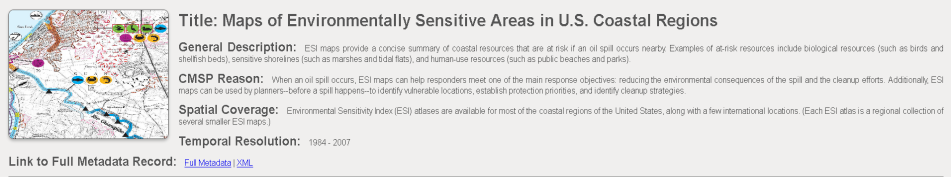 Title: Maps of Environmentally Sensitive Areas in U.S. Coastal Regions
General Description: ESI maps provide a concise summary of coastal resources that are at risk if an oil spill occurs nearby. Examples of at-risk resources include biological resources (such as birds and
shellfish beds), sensitive shorelines (such as marshes and tidal flats), and human-use resources (such as public beaches and parks).
CMSP Reason: When an oil spill occurs, ESI maps can help responders meet one of the main response objectives: reducing the environmental consequences of the spill and the cleanup efforts. Additionally, ESI
maps can be used by planners--before a spill happens--to identify vulnerable locations, establish protection priorities, and identify cleanup strategies.
Spatial Coverage: Environmental Sensitivity Index (ESI) atlases are available for most of the coastal regions of the United States, along with a few international locations. (Each ESI atlas is a regional collection of
several smaller ESI maps.)
Temporal Resolution: 1984 - 2007
Link to Full Metadata Record: Full Metadata | XML